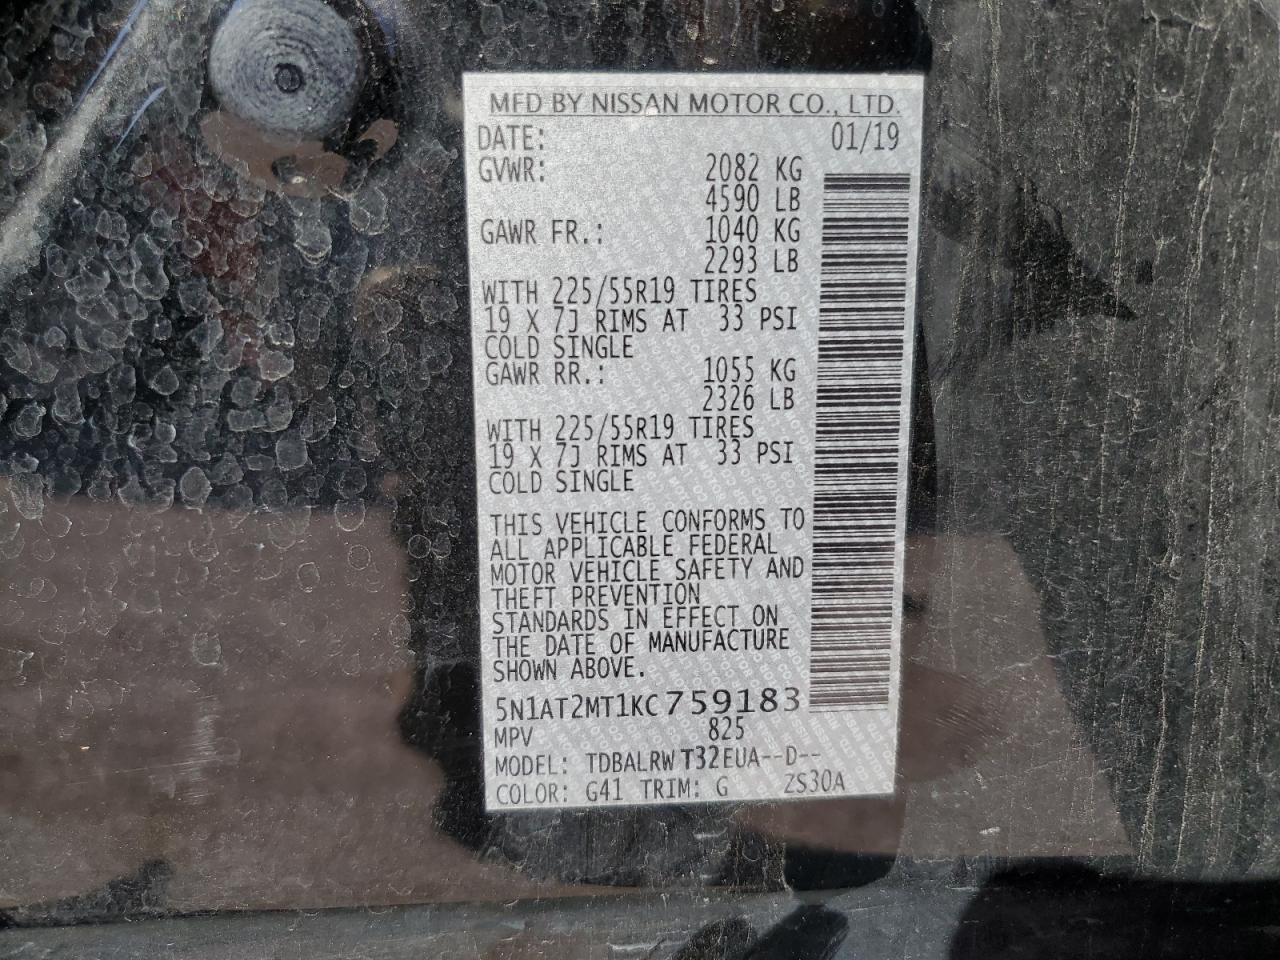 MFD BY NISSAN MOTOR CO., LTD.
DATE: 01/19
GVWR: 2082 KG
4590 LB
GAWR FR.: 1040 KG
2293 LB
WITH 225/55R19 TIRES
19 X 7J RIMS AT 33 PSI
COLD SINGLE
GAWR RR.: 1055 KG
2326 LB
WITH 225/55R19 TIRES
19 X 7J RIMS AT 33 PSI
COLD SINGLE
THIS VEHICLE CONFORMS TO
ALL APPLICABLE FEDERAL
MOTOR VEHICLE SAFETY AND
THEFT PREVENTION
STANDARDS IN EFFECT ON
THE DATE OF MANUFACTURE
SHOWN ABOVE.
5N1AT2MT1KC759183
MPV 825
MODEL: TDBALRW T32EUA--D--
COLOR: G41 TRIM: G ZS30A